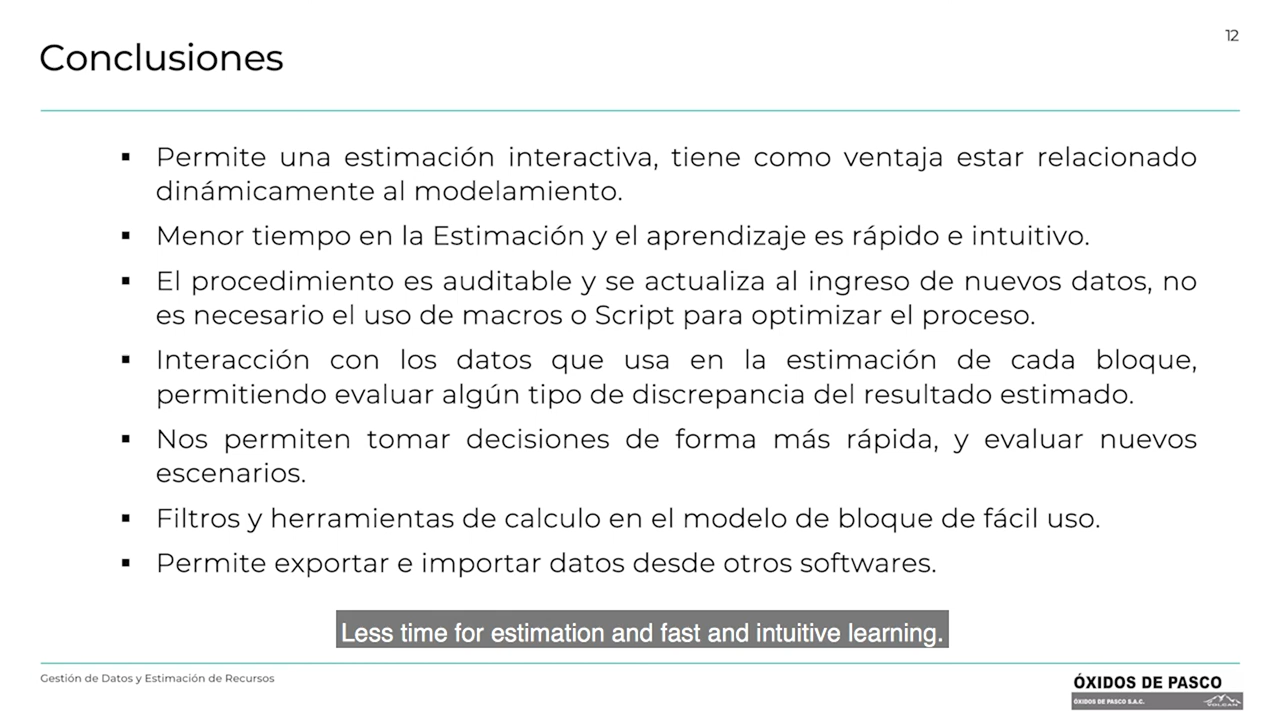 12
Conclusiones
▪ Permite una estimación interactiva, tiene como ventaja estar relacionado
dinámicamente al modelamiento.
▪ Menor tiempo en la Estimación y el aprendizaje es rápido e intuitivo.
▪ El procedimiento es auditable y se actualiza al ingreso de nuevos datos, no
es necesario el uso de macros o Script para optimizar el proceso.
▪ Interacción con los datos que usa en la estimación de cada bloque,
permitiendo evaluar algún tipo de discrepancia del resultado estimado.
▪ Nos permiten tomar decisiones de forma más rápida, y evaluar nuevos
escenarios.
▪ Filtros y herramientas de calculo en el modelo de bloque de fácil uso.
▪ Permite exportar e importar datos desde otros softwares.
Less time for estimation and fast and intuitive learning.
Gestión de Datos y Estimación de Recursos
ÓXIDOS DE PASCO
ÓXIDOS DE PASCO S.A.C.
VOLCAN